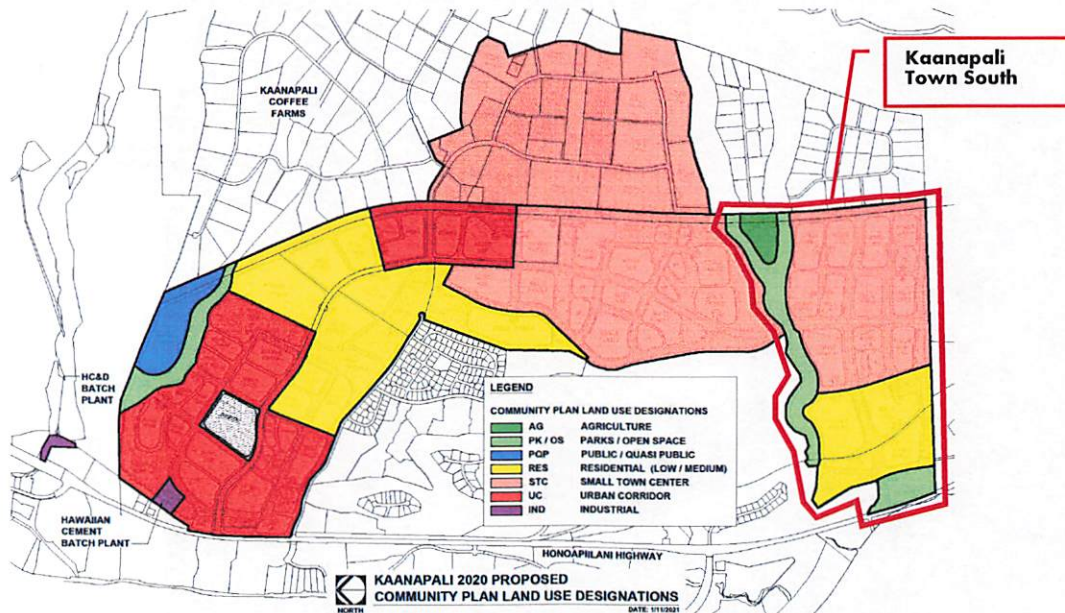 Kaanapali
Town South
KAANAPALI
COFFEE
FARMS
HC&D
BATCH
PLANT
HAWAIIAN
CEMENT
BATCH PLANT
LEGEND
COMMUNITY PLAN LAND USE DESIGNATIONS
AG AGRICULTURE
PK / OS PARKS / OPEN SPACE
PQP PUBLIC / QUASI PUBLIC
RES RESIDENTIAL (LOW / MEDIUM)
STC SMALL TOWN CENTER
UC URBAN CORRIDOR
IND INDUSTRIAL
HONOAPIILANI HIGHWAY
NORTH
KAANAPALI 2020 PROPOSED
COMMUNITY PLAN LAND USE DESIGNATIONS
DATE: 1/11/2021